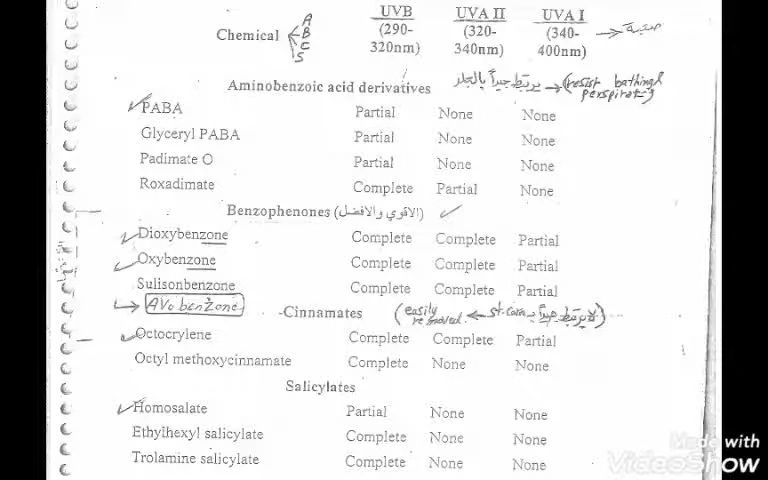 UVB UVA II UVA I
Chemical A B C S (290-320nm) (320-340nm) (340-400nm)
Aminobenzoic acid derivatives يرتبط جيداً بالجلد → (resist bathing &
PABA Partial None None
Glyceryl PABA Partial None None
Padimate O Partial None None
Roxadimate Complete Partial None
Benzophenones (الاقوي والافضل)
Dioxybenzone Complete Complete Partial
Oxybenzone Complete Complete Partial
Sulisonbenzone Complete Complete Partial
Avobenzone
-Cinnamates (easily removed ← st. corn لا يرتبط جيداً بـ)
Octocrylene Complete Complete Partial
Octyl methoxycinnamate Complete None None
Salicylates
Homosalate Partial None None
Ethylhexyl salicylate Complete None None
Trolamine salicylate Complete None None
Made with
VideoShow